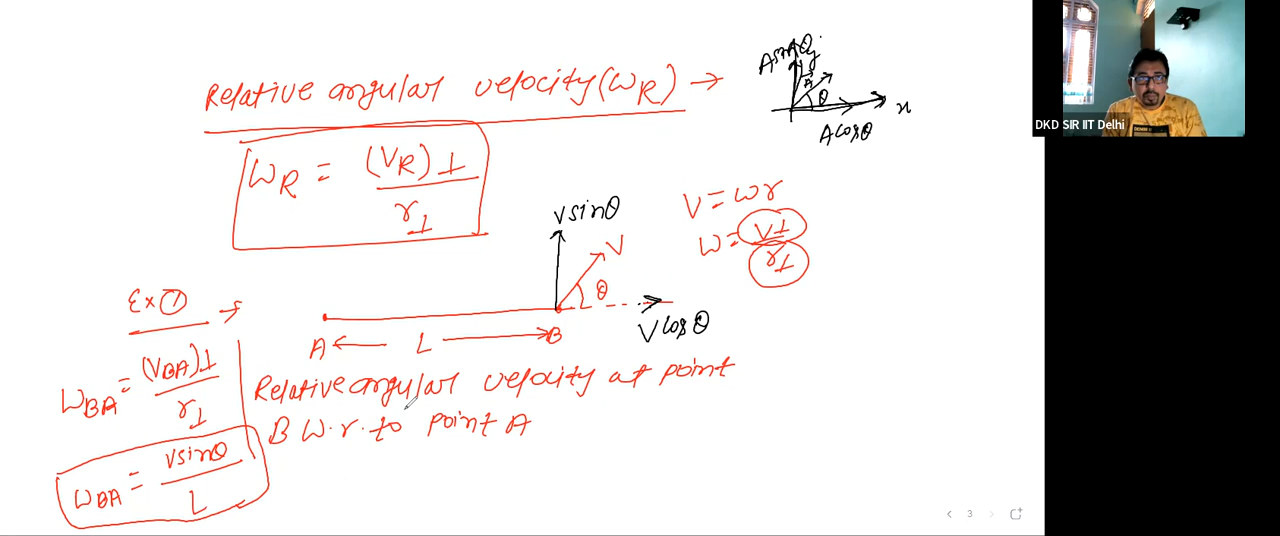 Relative angular velocity (ωR) →
ωR = (VR)⊥ / r⊥
A sinθ
y
A
θ
x
A cosθ
V = ωr
ω = V⊥ / r⊥
V sinθ
V
θ
V cosθ
Ex ① →
A ← L → B
ωBA = (VBA)⊥ / r⊥
Relative angular velocity at point
B w.r.to point A
ωBA = vsinθ / L
DKD SIR IIT Delhi
3